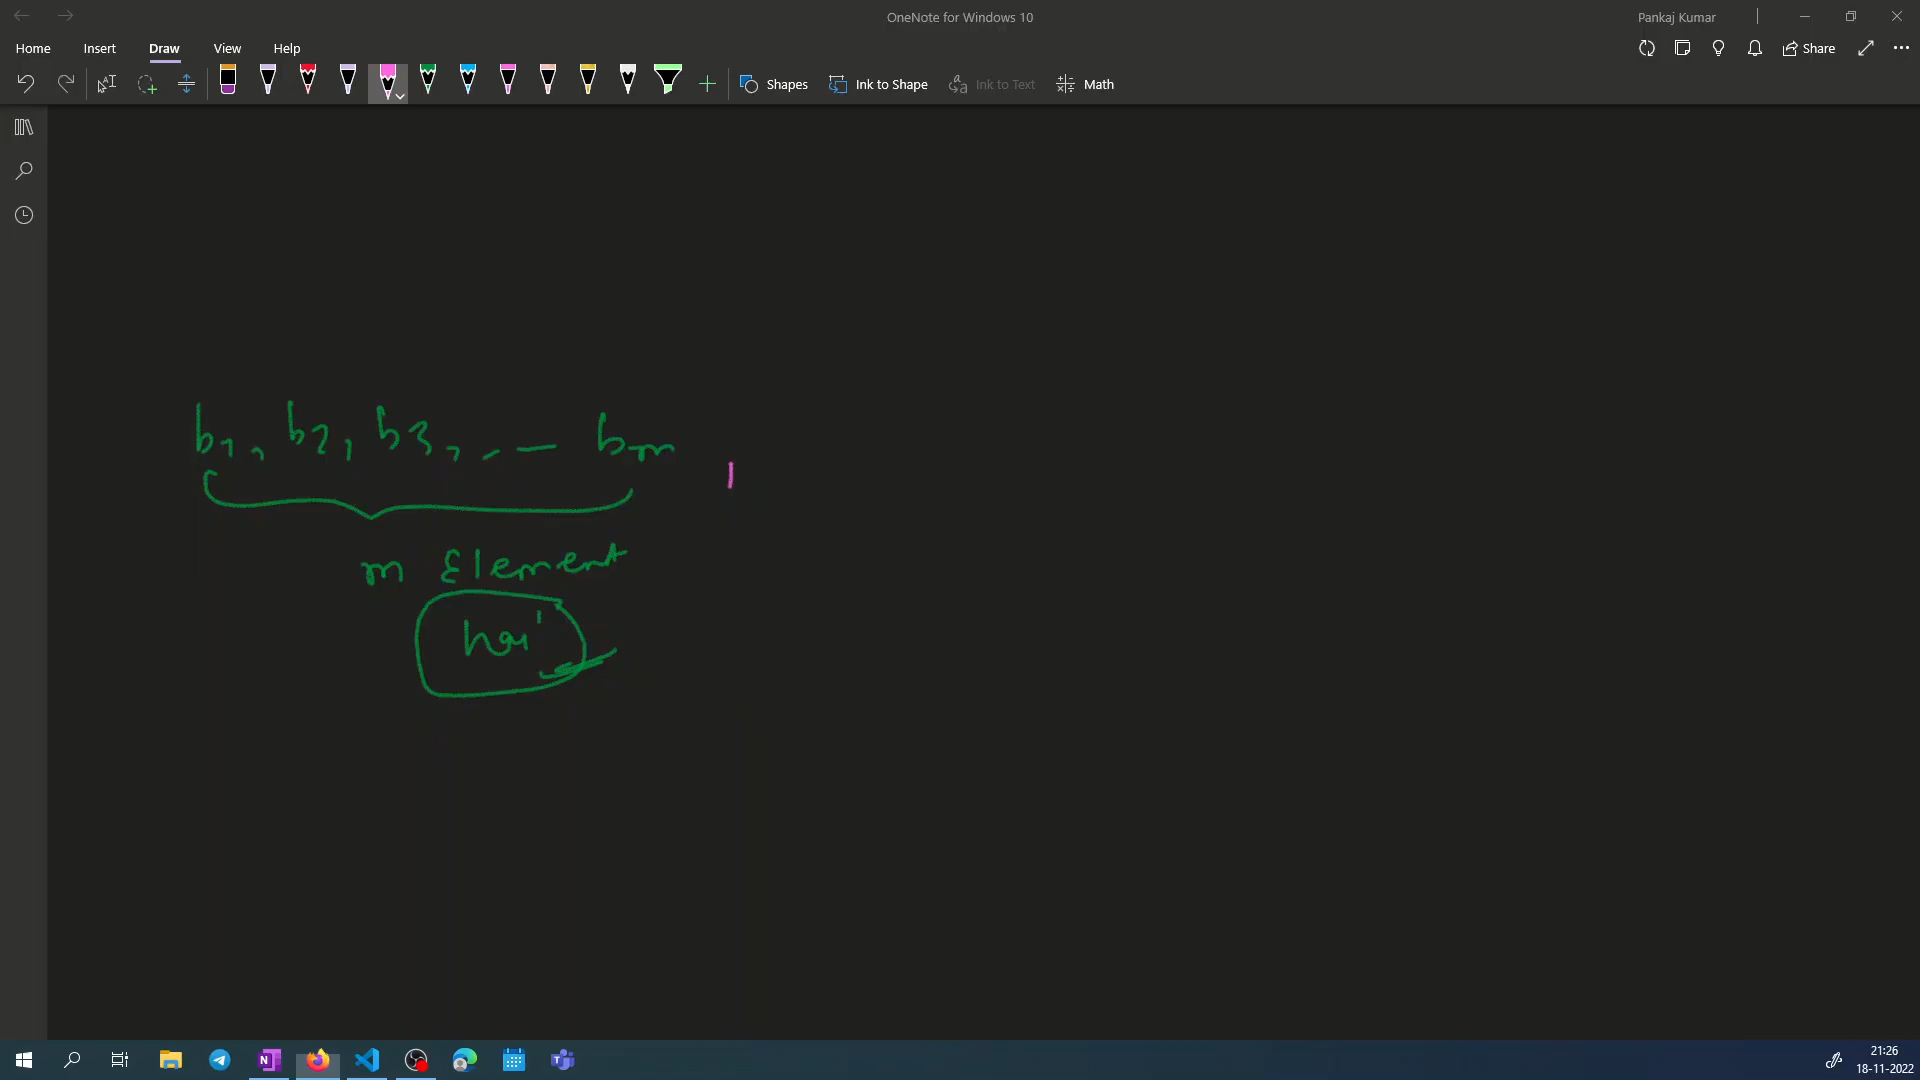 OneNote for Windows 10
Pankaj Kumar
Home Insert Draw View Help
Share
Shapes Ink to Shape Ink to Text Math
b1, b2, b3, - - bm
m Element
hai
21:26
18-11-2022